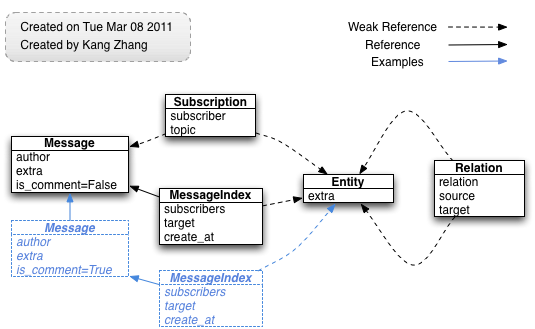 Created on Tue Mar 08 2011
Created by Kang Zhang
Weak Reference
Reference
Examples
Subscription
subscriber
topic
Message
author
extra
is_comment=False
MessageIndex
subscribers
target
create_at
Entity
extra
Relation
relation
source
target
Message
author
extra
is_comment=True
MessageIndex
subscribers
target
create_at